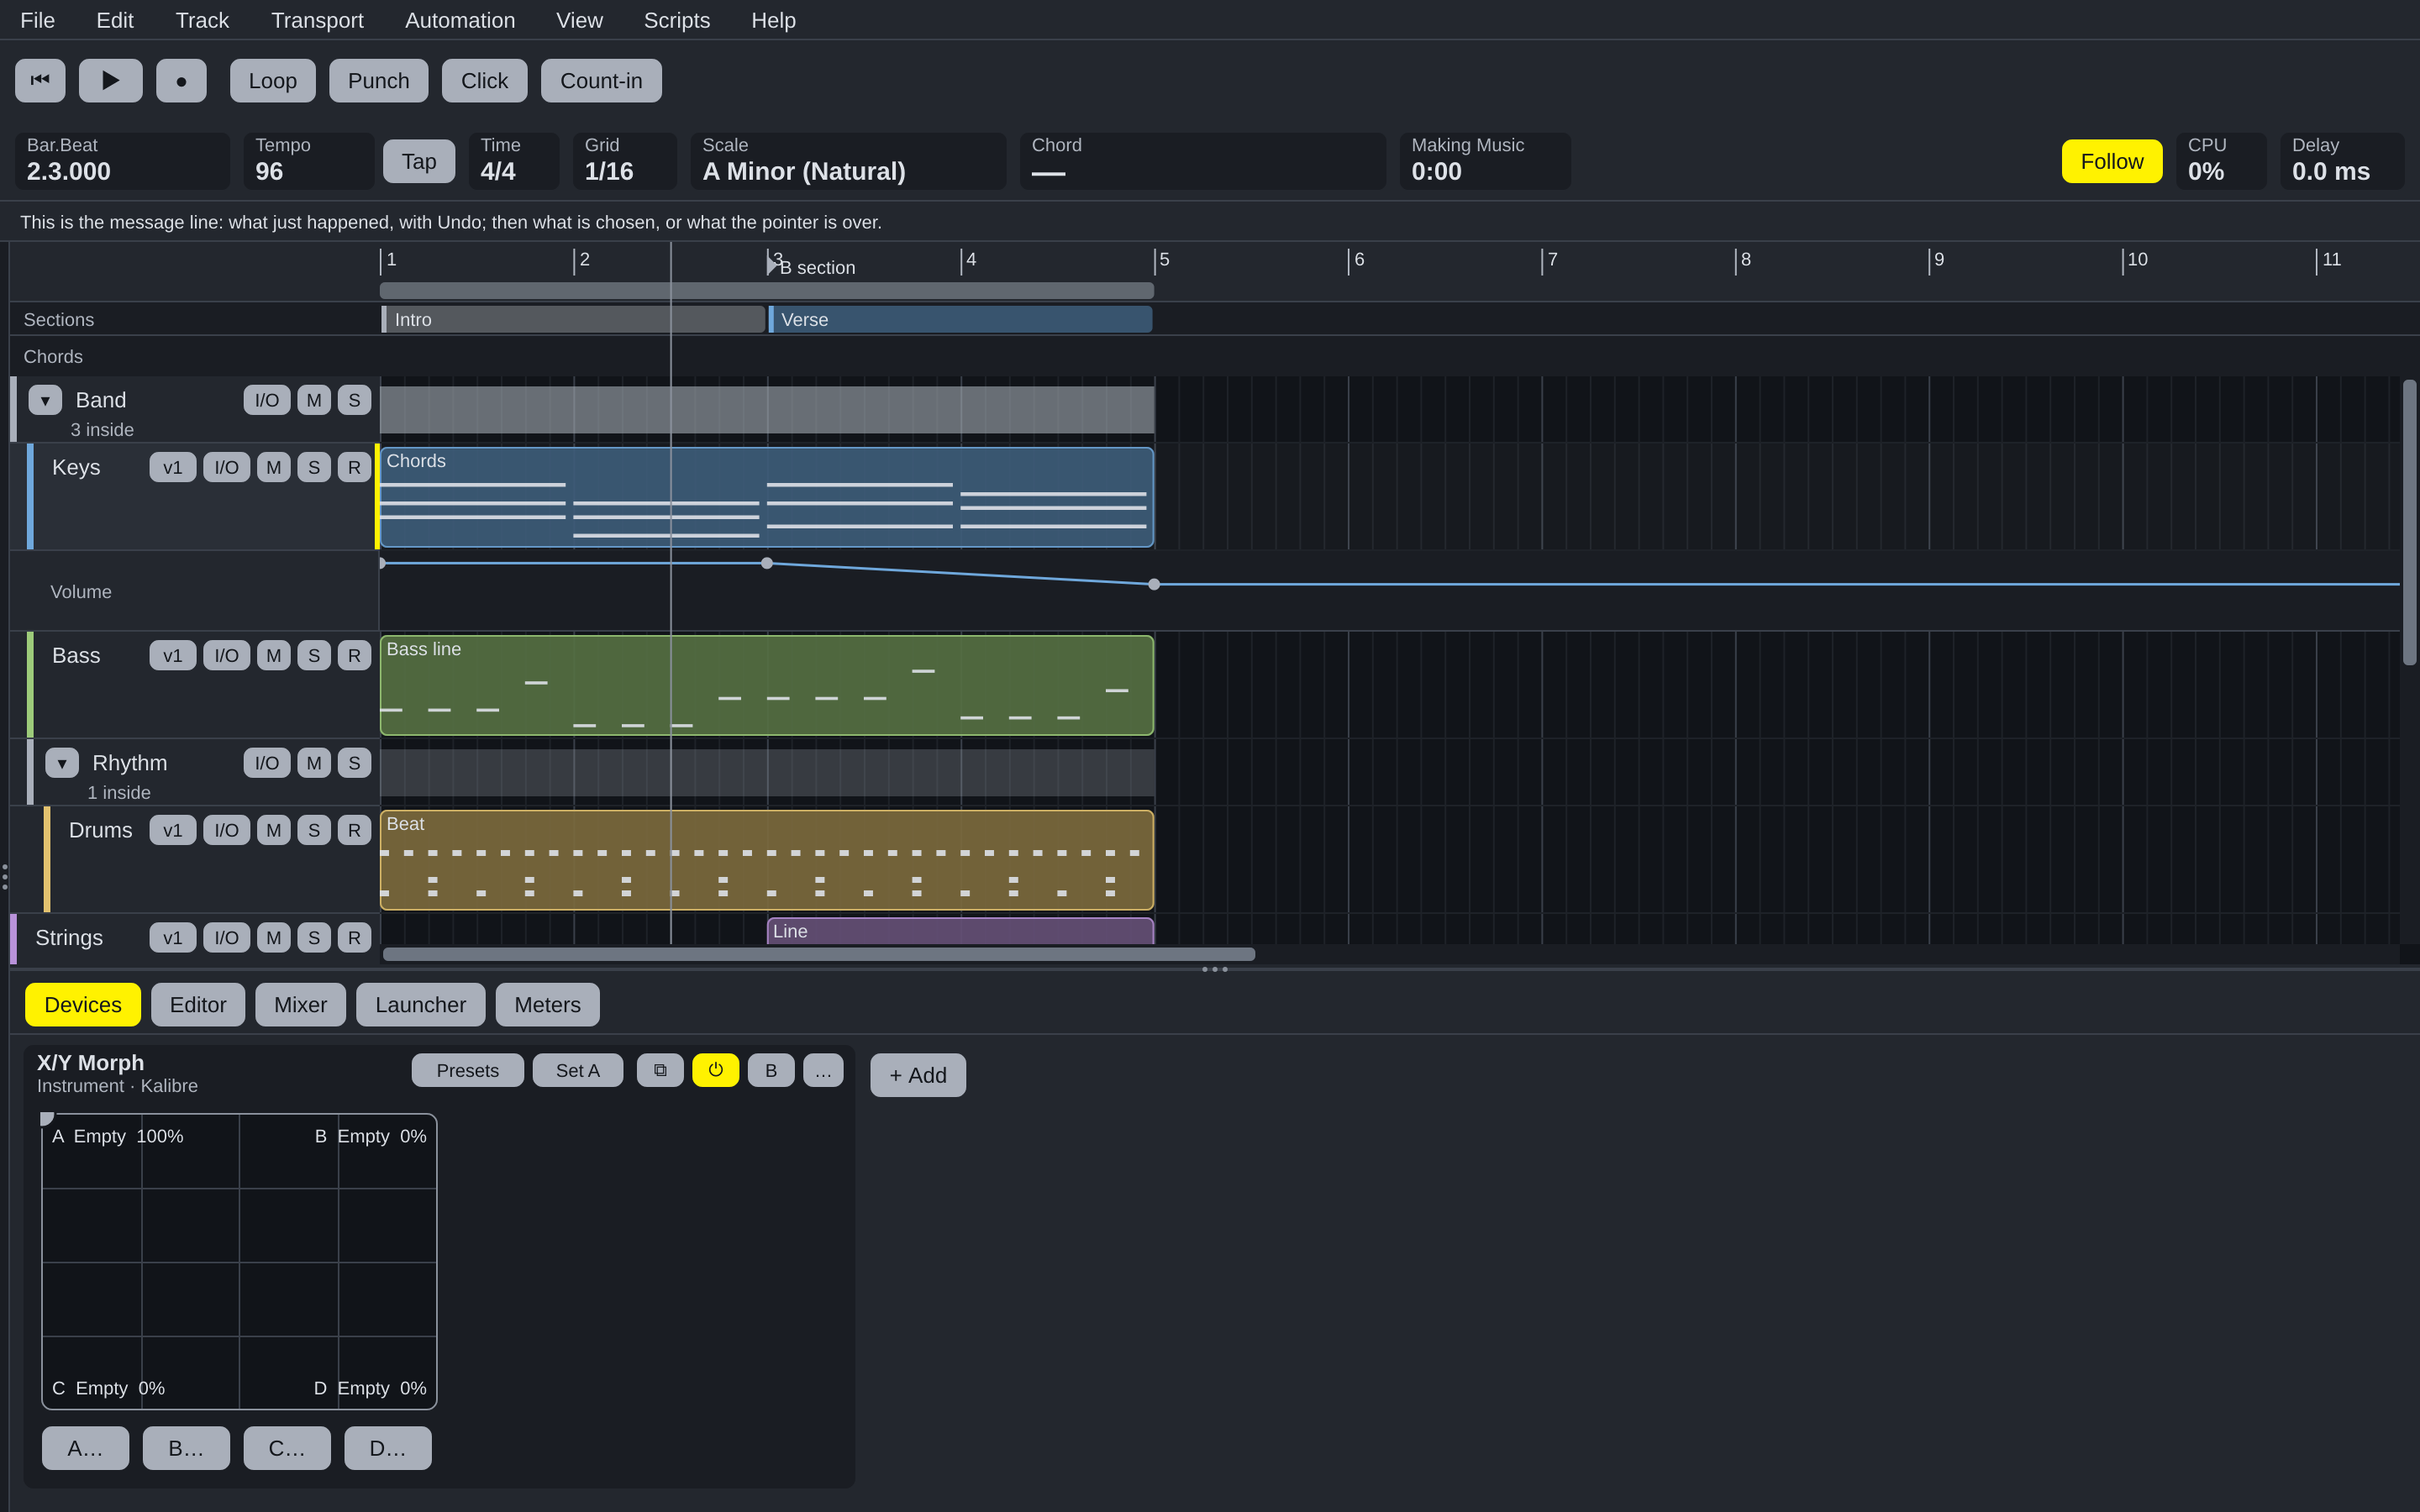 File Edit Track Transport Automation View Scripts Help
Loop Punch Click Count-in
Bar.Beat Tempo Time Grid Scale Chord Making Music CPU Delay
2.3.000 96 Tap 4/4 1/16 A Minor (Natural) — 0:00 Follow 0% 0.0 ms
This is the message line: what just happened, with Undo; then what is chosen, or what the pointer is over.
1 2 3 4 5 6 7 8 9 10 11
B section
Sections Intro Verse
Chords
Band I/O M S
3 inside
Keys v1 I/O M S R Chords
Volume
Bass v1 I/O M S R Bass line
Rhythm I/O M S
1 inside
Drums v1 I/O M S R Beat
Strings v1 I/O M S R Line
Devices Editor Mixer Launcher Meters
X/Y Morph Presets Set A B … + Add
Instrument · Kalibre
A Empty 100% B Empty 0%
C Empty 0% D Empty 0%
A… B… C… D…